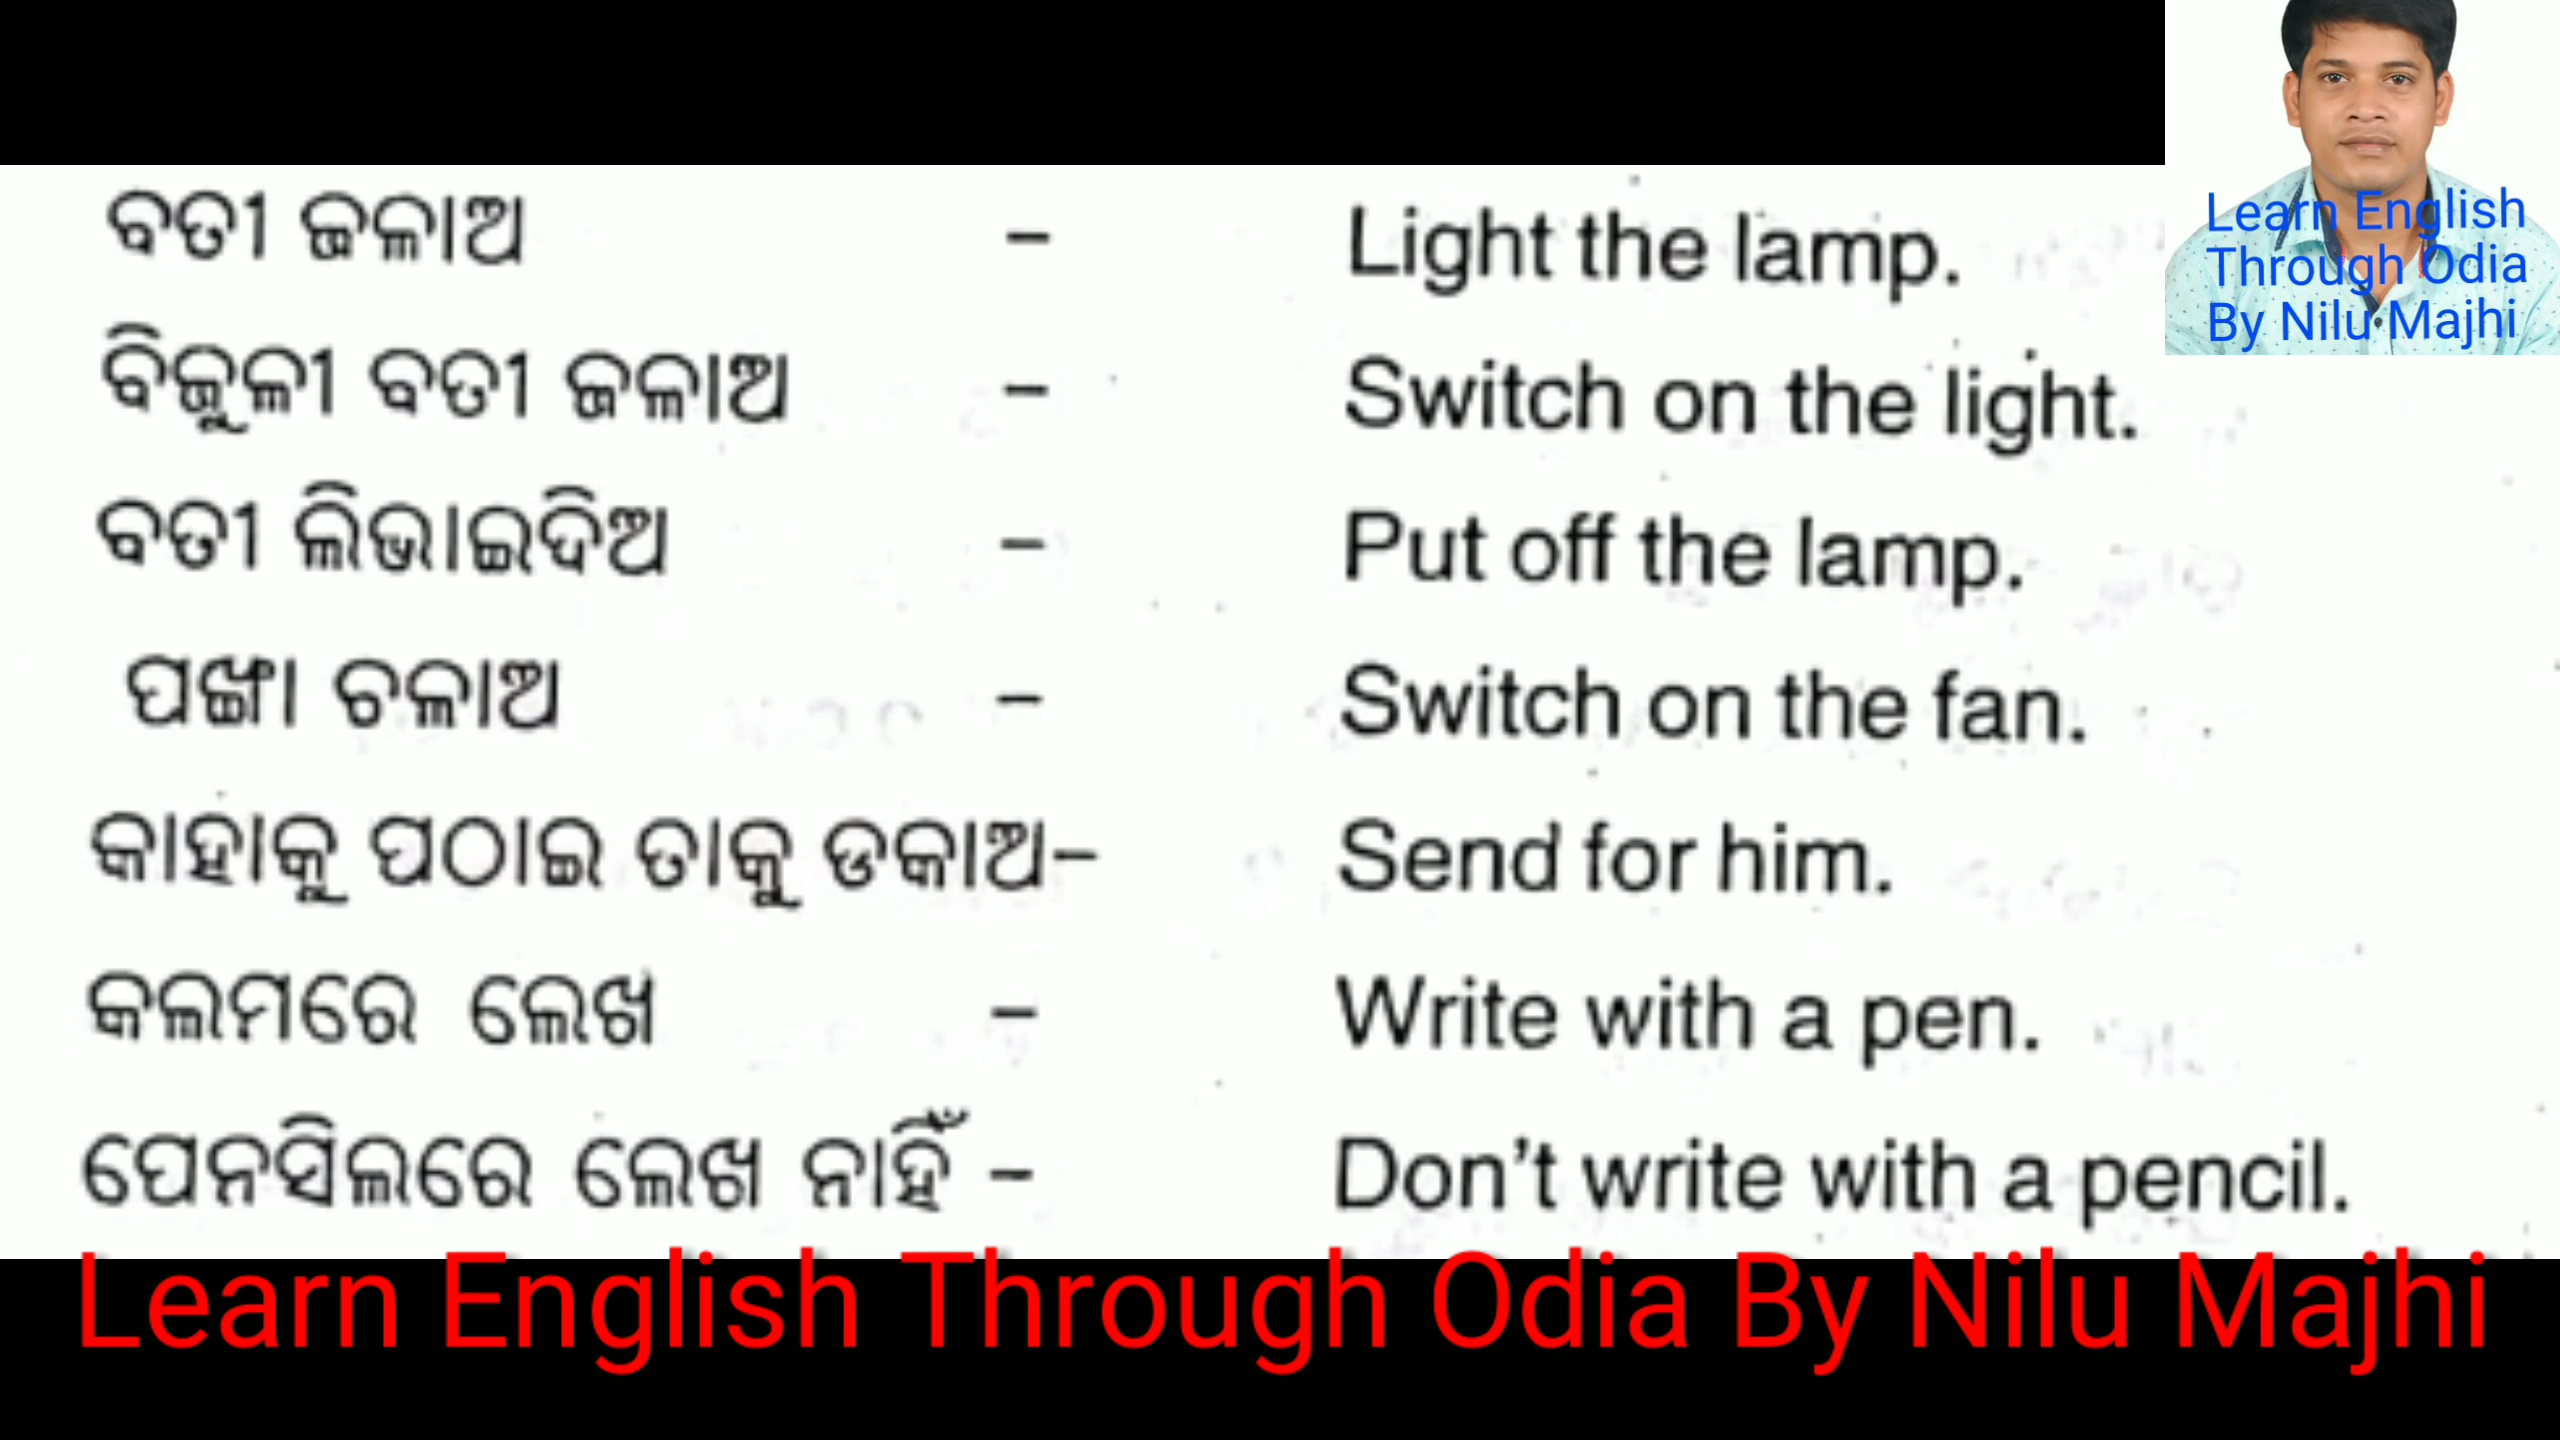 ବତୀ ଜଳାଅ – Light the lamp.
ବିଜୁଳୀ ବତୀ ଜଳାଅ – Switch on the light.
ବତୀ ଲିଭାଇଦିଅ – Put off the lamp.
ପଙ୍ଖା ଚଳାଅ – Switch on the fan.
କାହାକୁ ପଠାଇ ତାକୁ ଡକାଅ– Send for him.
କଲମରେ ଲେଖ – Write with a pen.
ପେନସିଲରେ ଲେଖ ନାହିଁ – Don't write with a pencil.
Learn English
Through Odia
By Nilu Majhi
Learn English Through Odia By Nilu Majhi